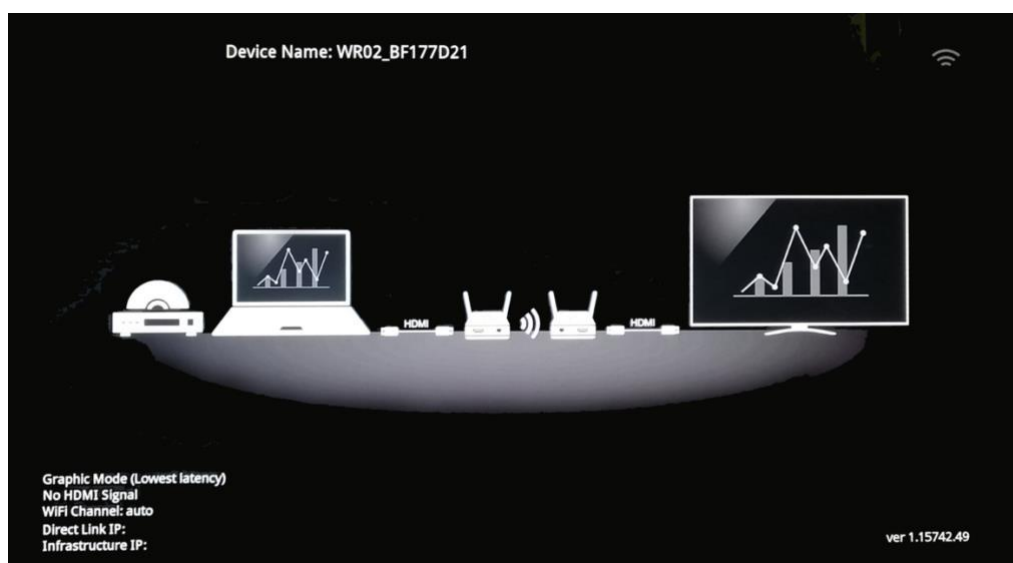 Device Name: WR02_BF177D21
HDMI
HDMI
Graphic Mode (Lowest latency)
No HDMI Signal
WiFi Channel: auto
Direct Link IP:
Infrastructure IP:
ver 1.15742.49